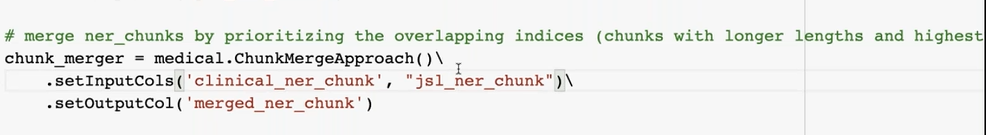 # merge ner_chunks by prioritizing the overlapping indices (chunks with longer lengths and highest
chunk_merger = medical.ChunkMergeApproach()\
    .setInputCols('clinical_ner_chunk', "jsl_ner_chunk")\
    .setOutputCol('merged_ner_chunk')